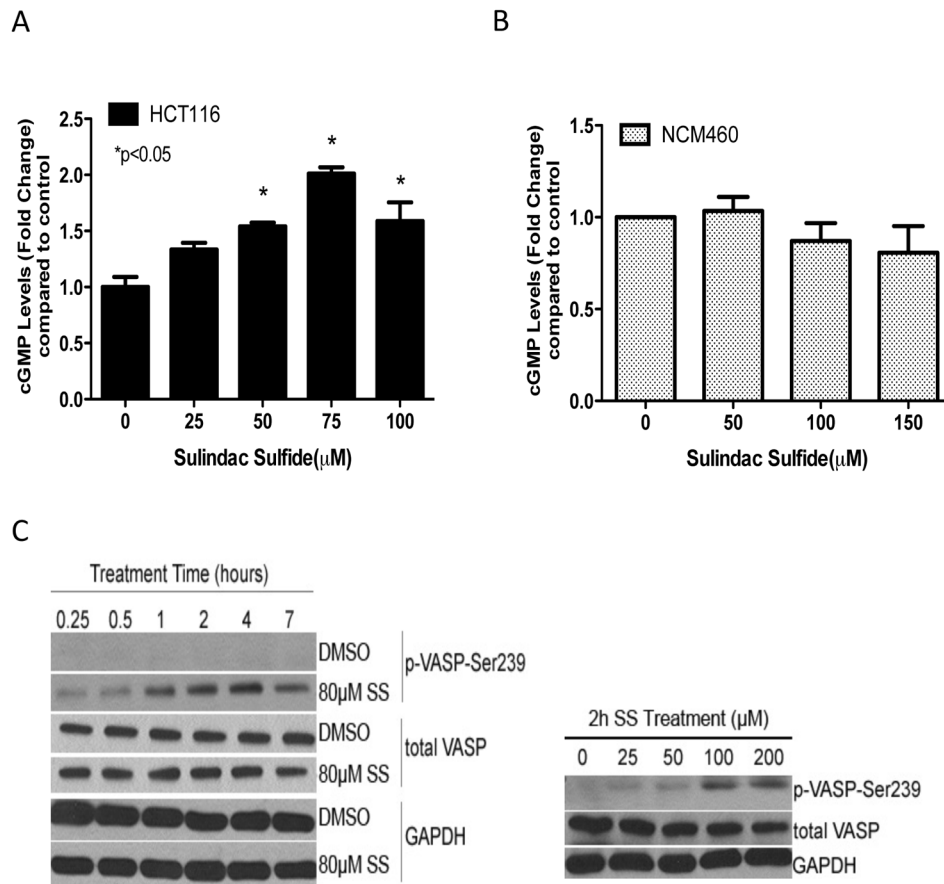 A
HCT116
*p<0.05
cGMP Levels (Fold Change)
compared to control
2.5
2.0
1.5
1.0
0.5
0.0
*
*
*
0 25 50 75 100
Sulindac Sulfide(μM)
B
NCM460
cGMP Levels (Fold Change)
compared to control
1.5
1.0
0.5
0.0
0 50 100 150
Sulindac Sulfide(μM)
C
Treatment Time (hours)
0.25 0.5 1 2 4 7
DMSO
p-VASP-Ser239
80μM SS
DMSO
total VASP
80μM SS
DMSO
GAPDH
80μM SS
2h SS Treatment (μM)
0 25 50 100 200
p-VASP-Ser239
total VASP
GAPDH